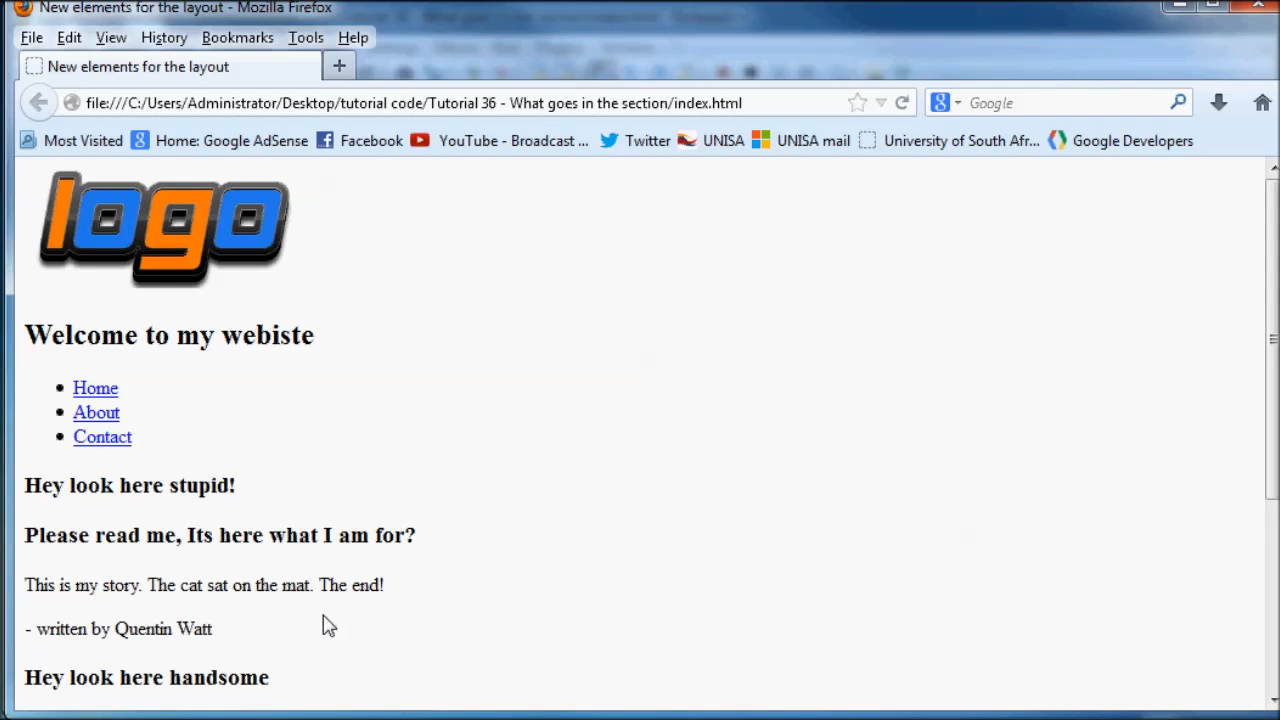 New elements for the layout - Mozilla Firefox
File Edit View History Bookmarks Tools Help
New elements for the layout +
file:///C:/Users/Administrator/Desktop/tutorial code/Tutorial 36 - What goes in the section/index.html Google
Most Visited Home: Google AdSense Facebook YouTube - Broadcast ... Twitter UNISA UNISA mail University of South Afr... Google Developers
logo
Welcome to my webiste
Home
About
Contact
Hey look here stupid!
Please read me, Its here what I am for?
This is my story. The cat sat on the mat. The end!
- written by Quentin Watt
Hey look here handsome